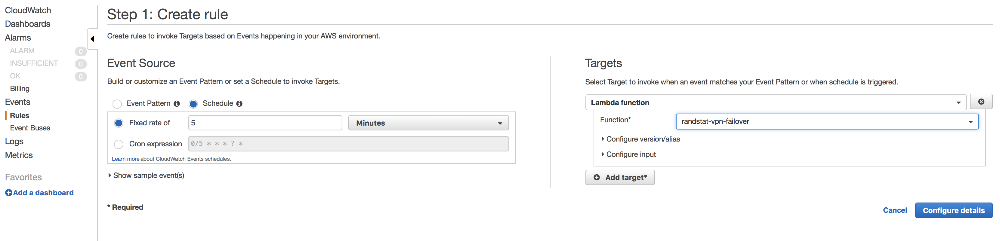 CloudWatch
Dashboards
Alarms
ALARM 0
INSUFFICIENT 0
OK 0
Billing
Events
Rules
Event Buses
Logs
Metrics
Favorites
Add a dashboard
Step 1: Create rule
Create rules to invoke Targets based on Events happening in your AWS environment.
Event Source
Build or customize an Event Pattern or set a Schedule to invoke Targets.
Event Pattern Schedule
Fixed rate of 5 Minutes
Cron expression 0/5 * * * ? *
Learn more about CloudWatch Events schedules.
Show sample event(s)
Targets
Select Target to invoke when an event matches your Event Pattern or when schedule is triggered.
Lambda function
Function* randstat-vpn-failover
Configure version/alias
Configure input
Add target*
* Required
Cancel Configure details